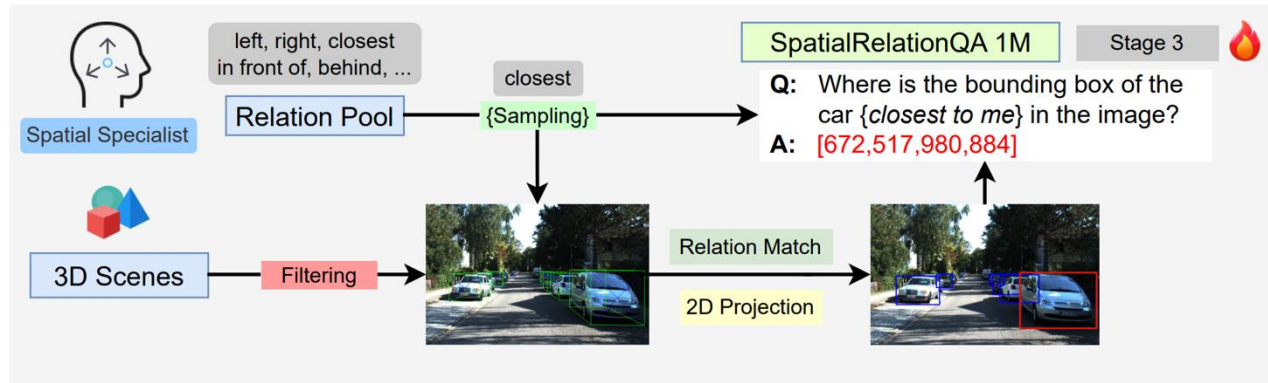 Spatial Specialist
left, right, closest
in front of, behind, ...
Relation Pool
closest
{Sampling}
SpatialRelationQA 1M
Stage 3
Q: Where is the bounding box of the
car {closest to me} in the image?
A: [672,517,980,884]
3D Scenes
Filtering
Relation Match
2D Projection